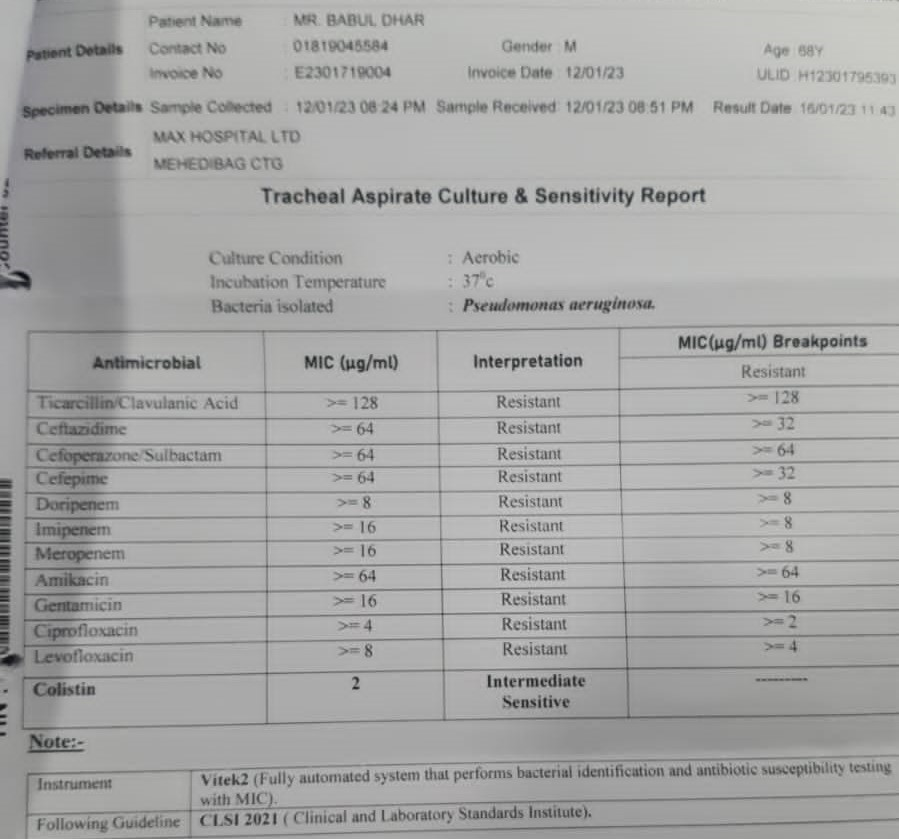 Patient Name MR. BABUL DHAR
Patient Details Contact No 01819045584 Gender M Age 68Y
Invoice No : E2301719004 Invoice Date : 12/01/23 ULID H12301795393
Specimen Details Sample Collected : 12/01/23 08:24 PM Sample Received 12/01/23 08:51 PM Result Date 16/01/23 11:43
Referral Details MAX HOSPITAL LTD
MEHEDIBAG CTG
Tracheal Aspirate Culture & Sensitivity Report
Culture Condition : Aerobic
Incubation Temperature : 37°c
Bacteria isolated : Pseudomonas aeruginosa.
Antimicrobial MIC (µg/ml) Interpretation MIC(µg/ml) Breakpoints
Resistant
Ticarcillin/Clavulanic Acid >= 128 Resistant >= 128
Ceftazidime >= 64 Resistant >= 32
Cefoperazone/Sulbactam >= 64 Resistant >= 64
Cefepime >= 64 Resistant >= 32
Doripenem >= 8 Resistant >= 8
Imipenem >= 16 Resistant >= 8
Meropenem >= 16 Resistant >= 8
Amikacin >= 64 Resistant >= 64
Gentamicin >= 16 Resistant >= 16
Ciprofloxacin >= 4 Resistant >= 2
Levofloxacin >= 8 Resistant >= 4
Colistin 2 Intermediate Sensitive ---------
Note:-
Instrument Vitek2 (Fully automated system that performs bacterial identification and antibiotic susceptibility testing
with MIC).
Following Guideline CLSI 2021 ( Clinical and Laboratory Standards Institute).